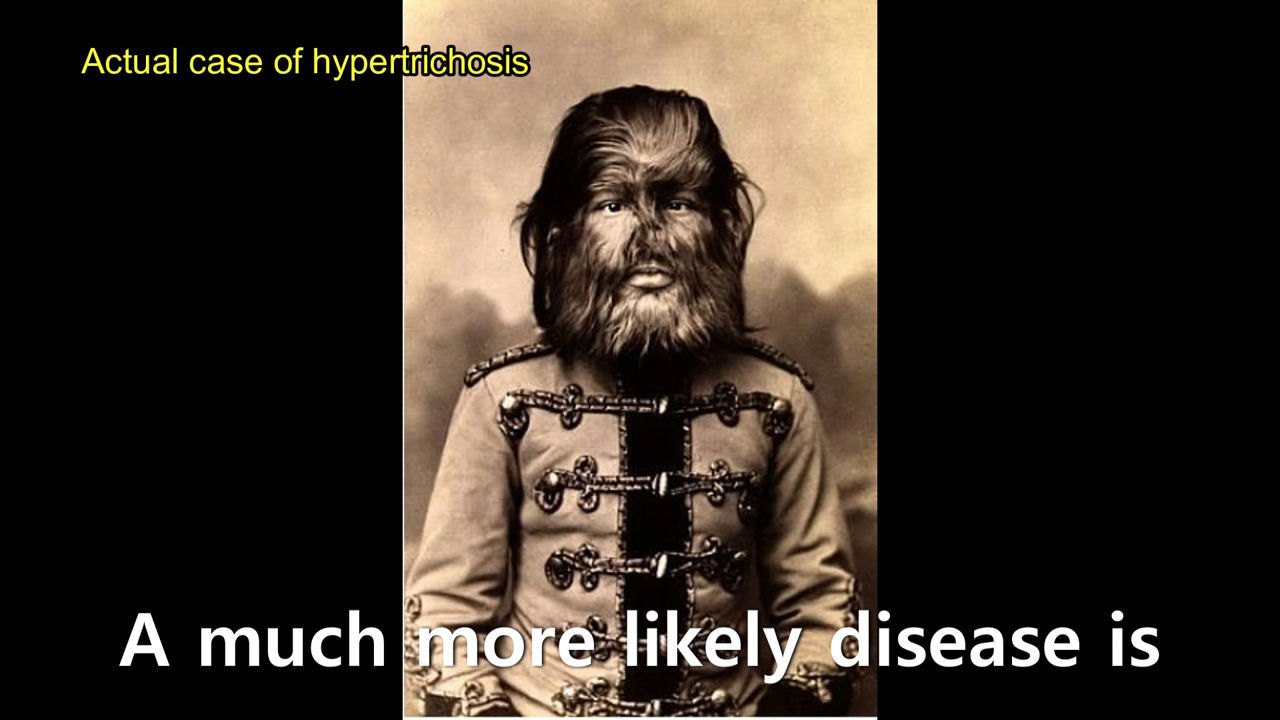 Actual case of hypertrichosis
A much more likely disease is